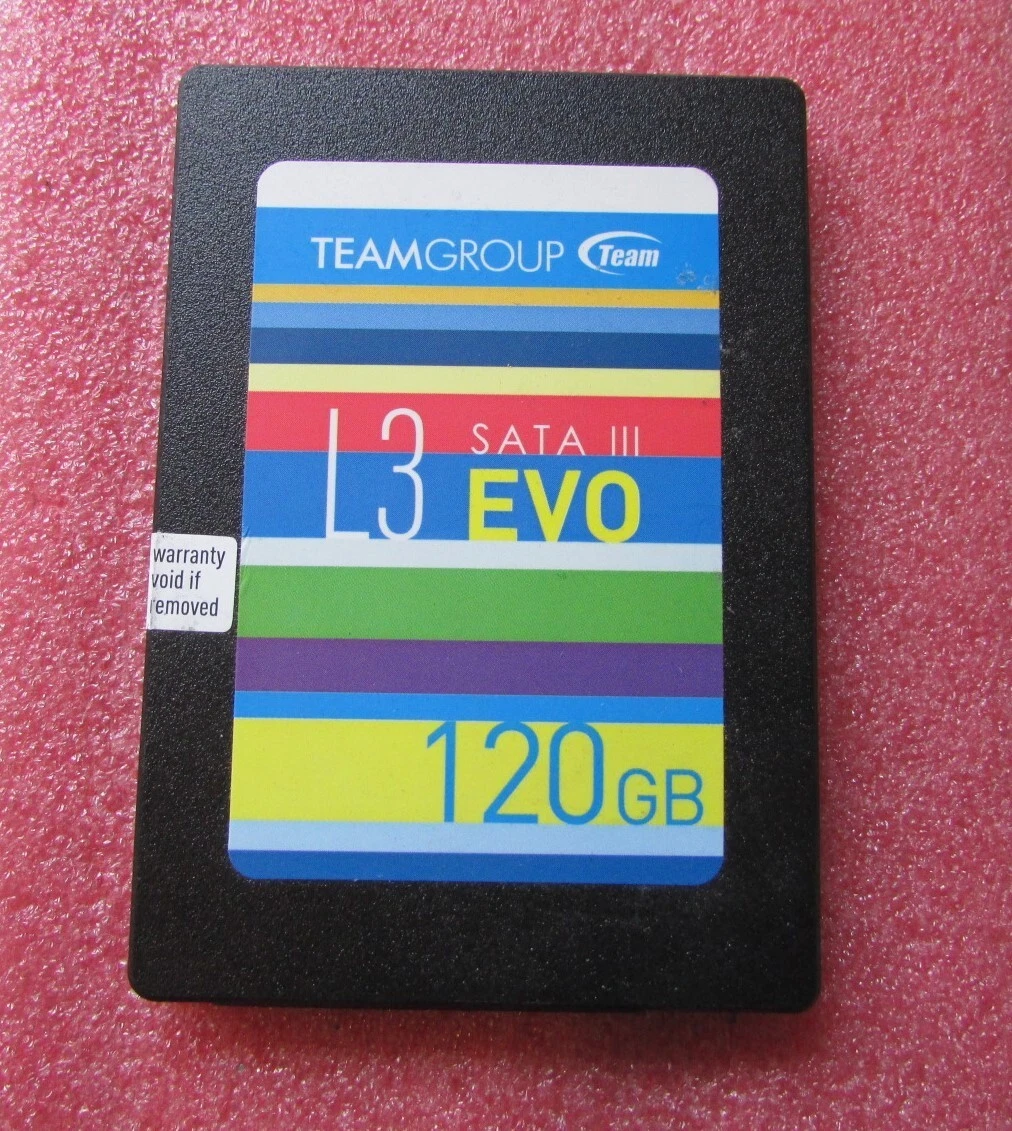 TEAMGROUP Team
L3 SATA III
EVO
warranty
void if
removed
120GB